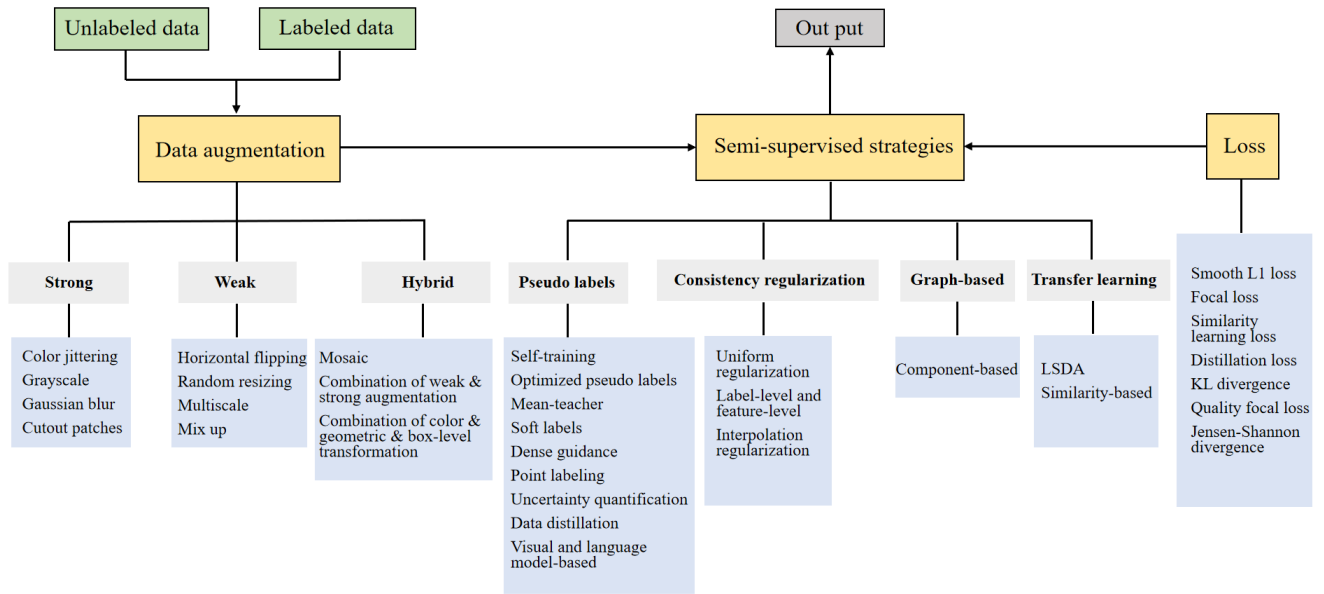 Unlabeled data
Labeled data
Out put
Data augmentation
Semi-supervised strategies
Loss
Strong
Weak
Hybrid
Pseudo labels
Consistency regularization
Graph-based
Transfer learning
Color jittering
Grayscale
Gaussian blur
Cutout patches
Horizontal flipping
Random resizing
Multiscale
Mix up
Mosaic
Combination of weak &
strong augmentation
Combination of color &
geometric & box-level
transformation
Self-training
Optimized pseudo labels
Mean-teacher
Soft labels
Dense guidance
Point labeling
Uncertainty quantification
Data distillation
Visual and language
model-based
Uniform
regularization
Label-level and
feature-level
Interpolation
regularization
Component-based
LSDA
Similarity-based
Smooth L1 loss
Focal loss
Similarity
learning loss
Distillation loss
KL divergence
Quality focal loss
Jensen-Shannon
divergence